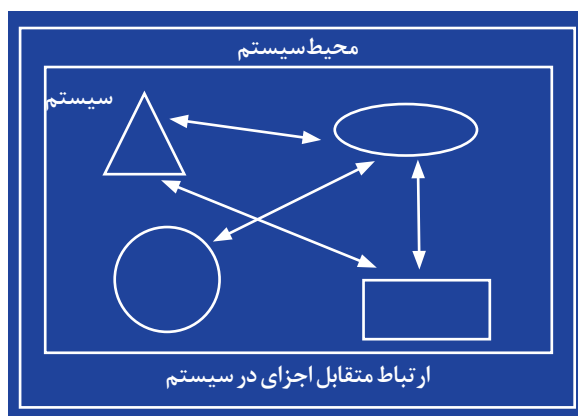 محیط سیستم
سیستم
ارتباط متقابل اجزای در سیستم